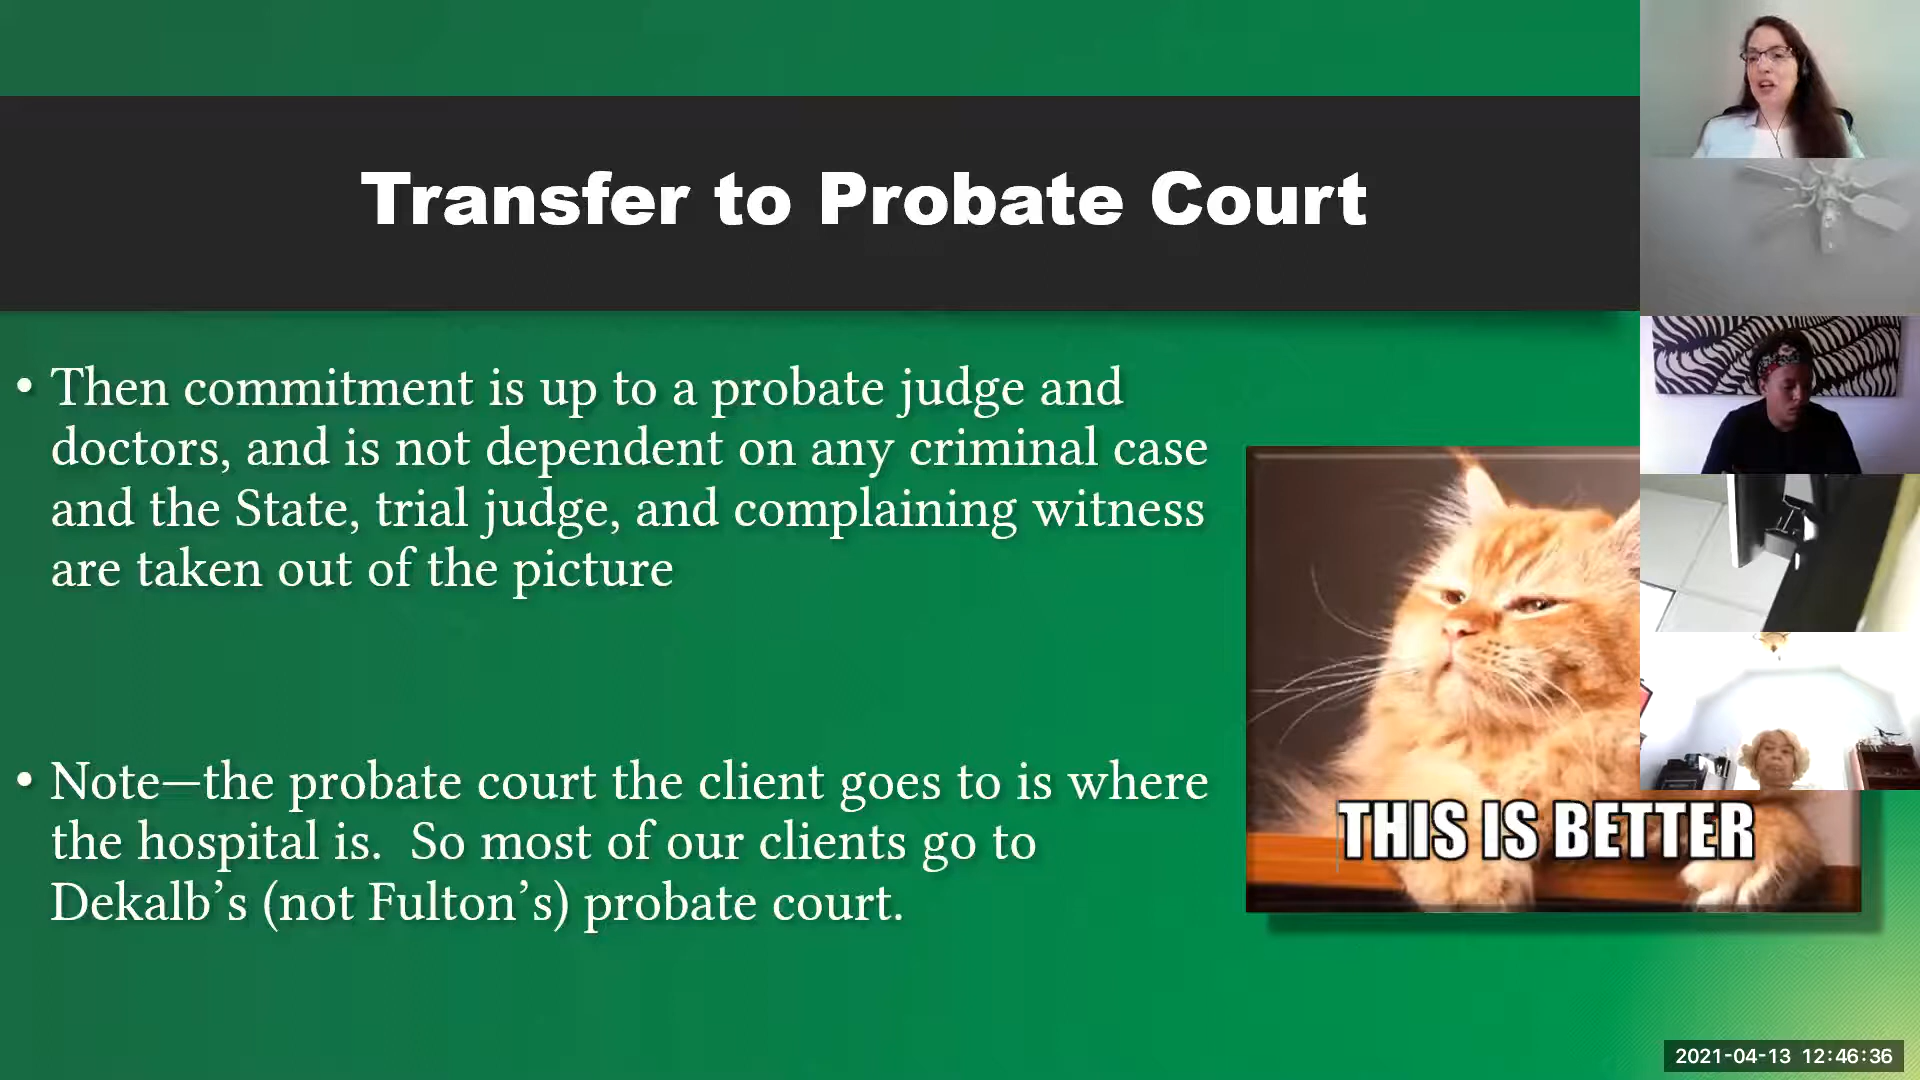 Transfer to Probate Court
• Then commitment is up to a probate judge and
doctors, and is not dependent on any criminal case
and the State, trial judge, and complaining witness
are taken out of the picture
• Note—the probate court the client goes to is where
the hospital is.  So most of our clients go to
Dekalb’s (not Fulton’s) probate court.
THIS IS BETTER
2021-04-13 12:46:36